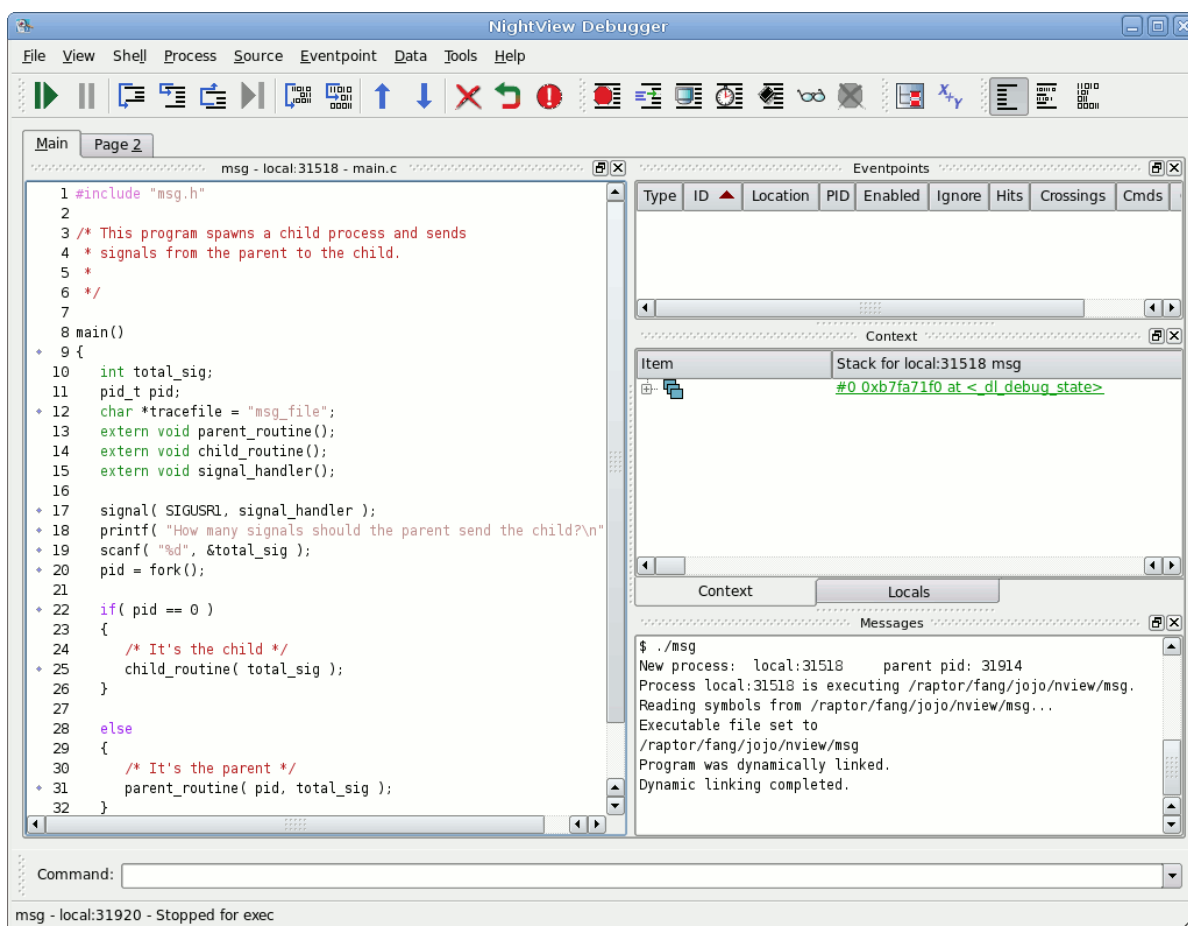 NightView Debugger
File View Shell Process Source Eventpoint Data Tools Help
Main Page 2
msg - local:31518 - main.c
1 #include "msg.h"
2
3 /* This program spawns a child process and sends
4  * signals from the parent to the child.
5  *
6  */
7
8 main()
9 {
10    int total_sig;
11    pid_t pid;
12    char *tracefile = "msg_file";
13    extern void parent_routine();
14    extern void child_routine();
15    extern void signal_handler();
16
17    signal( SIGUSR1, signal_handler );
18    printf( "How many signals should the parent send the child?\n"
19    scanf( "%d", &total_sig );
20    pid = fork();
21
22    if( pid == 0 )
23    {
24       /* It's the child */
25       child_routine( total_sig );
26    }
27
28    else
29    {
30       /* It's the parent */
31       parent_routine( pid, total_sig );
32    }
Eventpoints
Type ID Location PID Enabled Ignore Hits Crossings Cmds
Context
Item Stack for local:31518 msg
#0 0xb7fa71f0 at <_dl_debug_state>
Context Locals
Messages
$ ./msg
New process:  local:31518     parent pid: 31914
Process local:31518 is executing /raptor/fang/jojo/nview/msg.
Reading symbols from /raptor/fang/jojo/nview/msg...
Executable file set to
/raptor/fang/jojo/nview/msg
Program was dynamically linked.
Dynamic linking completed.
Command:
msg - local:31920 - Stopped for exec